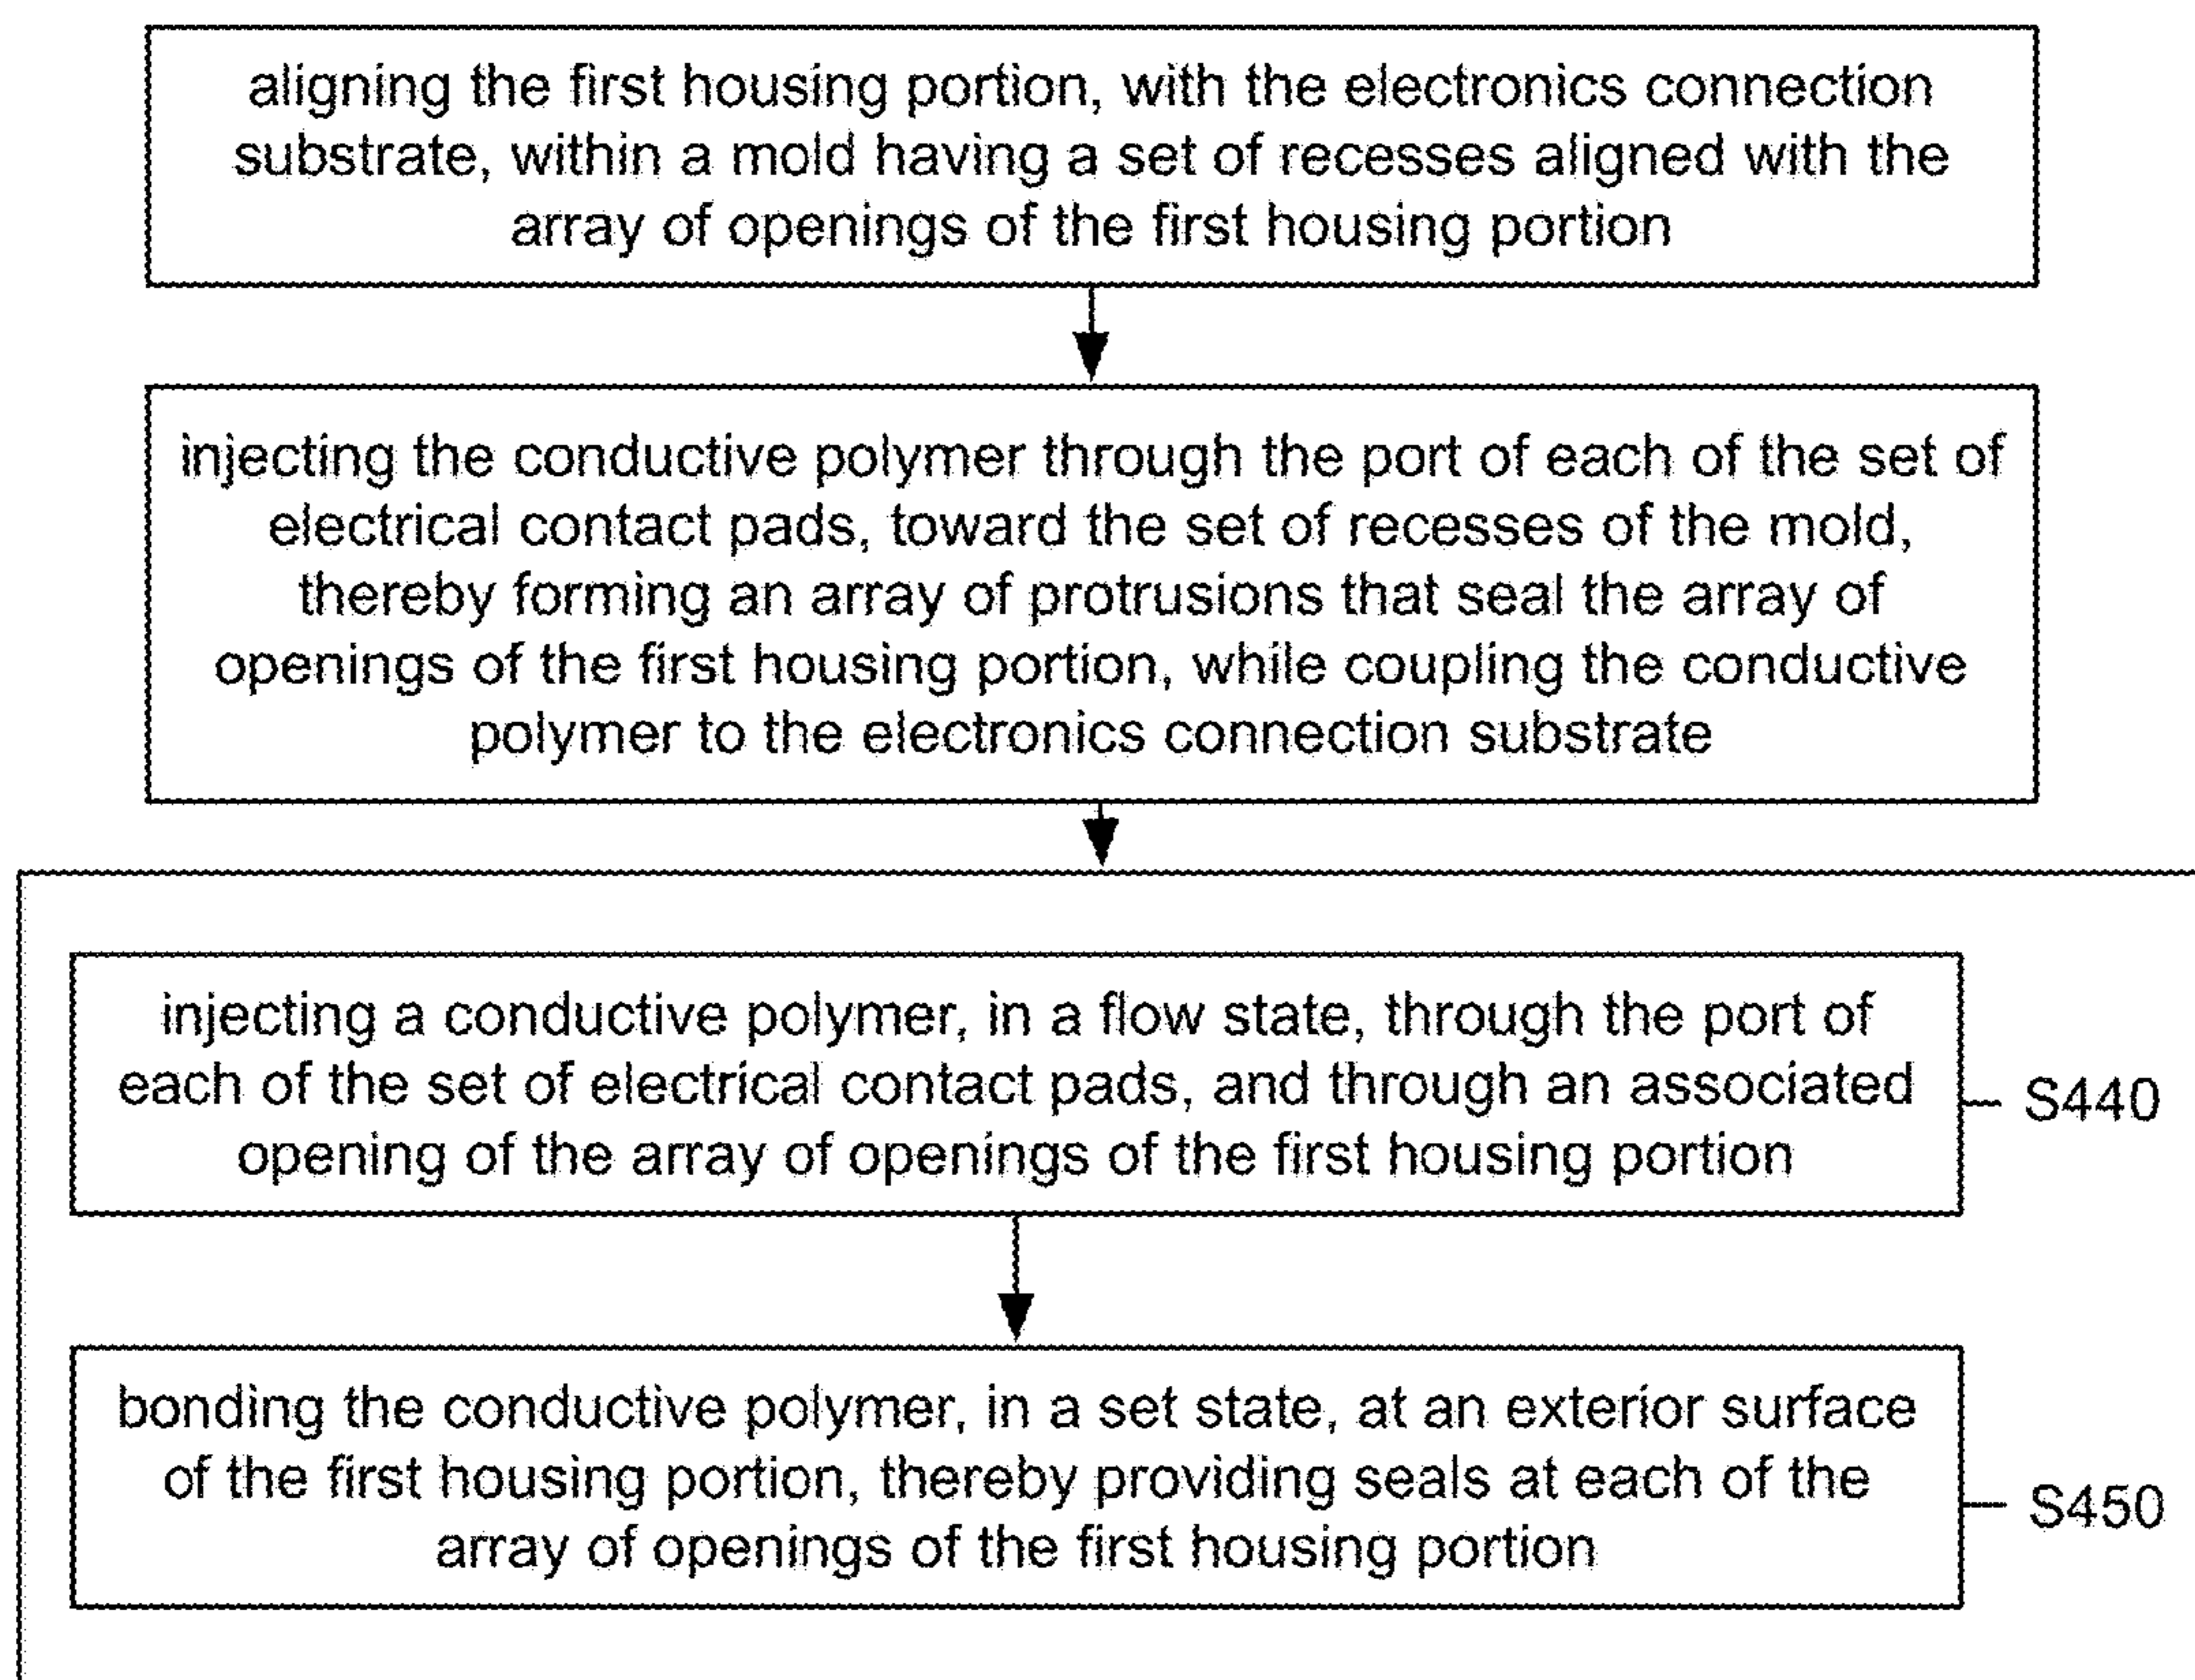 aligning the first housing portion, with the electronics connection
substrate, within a mold having a set of recesses aligned with the
array of openings of the first housing portion
injecting the conductive polymer through the port of each of the set of
electrical contact pads, toward the set of recesses of the mold,
thereby forming an array of protrusions that seal the array of
openings of the first housing portion, while coupling the conductive
polymer to the electronics connection substrate
injecting a conductive polymer, in a flow state, through the port of
each of the set of electrical contact pads, and through an associated
opening of the array of openings of the first housing portion
S440
bonding the conductive polymer, in a set state, at an exterior surface
of the first housing portion, thereby providing seals at each of the
array of openings of the first housing portion
S450